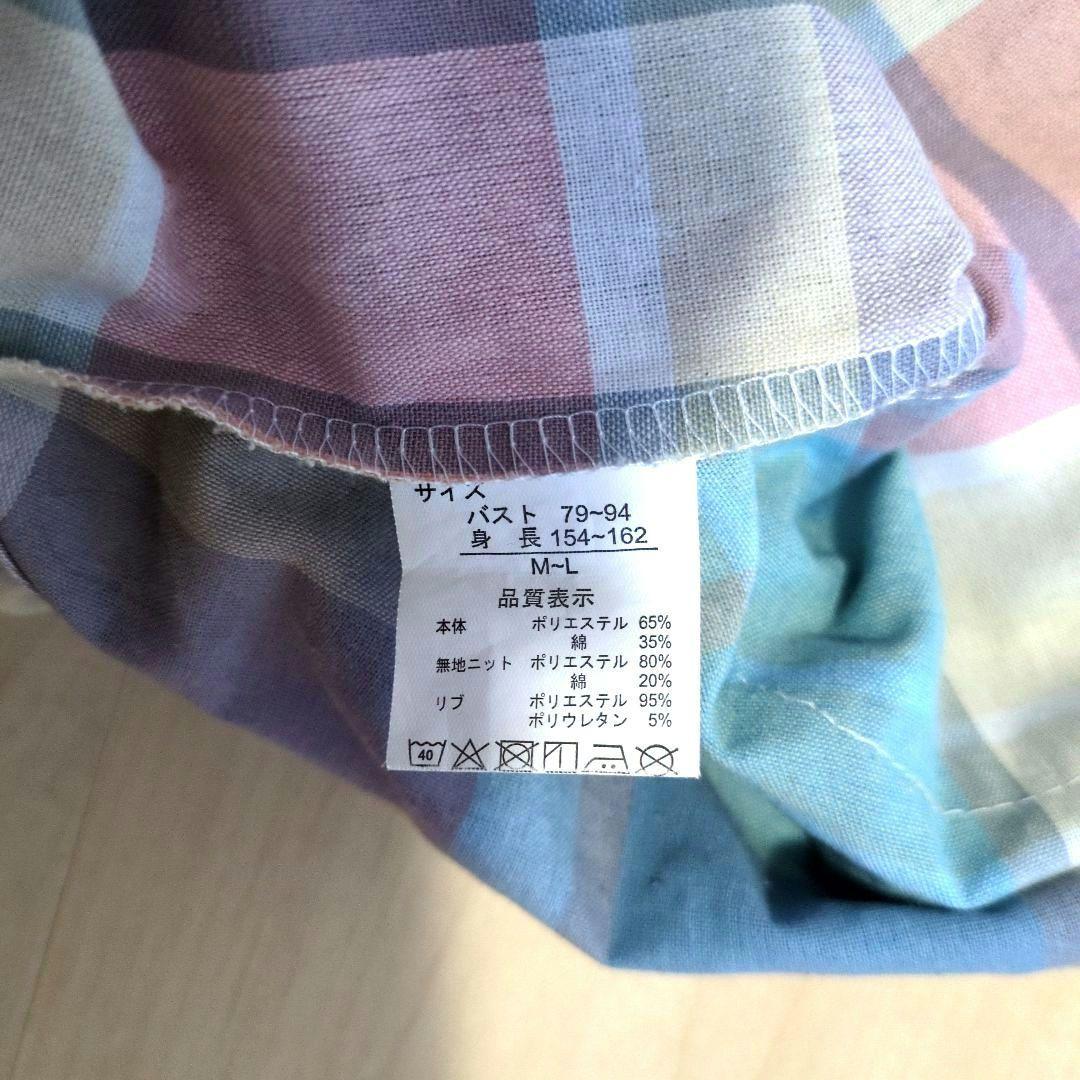 サイズ
バスト 79~94
身 長 154~162
M~L
品質表示
本体 ポリエステル 65%
綿 35%
無地ニット ポリエステル 80%
綿 20%
リブ ポリエステル 95%
ポリウレタン 5%
40